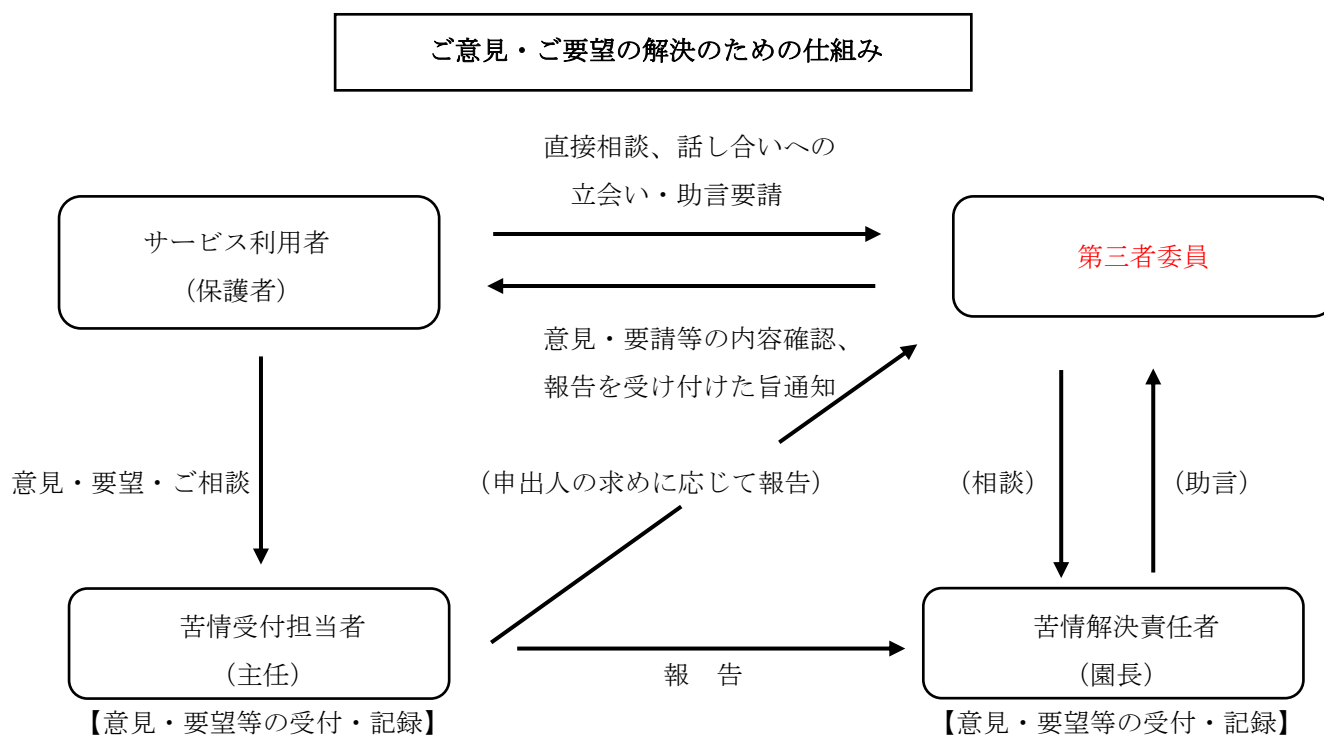 ご意見・ご要望の解決のための仕組み
直接相談、話し合いへの
立会い・助言要請
サービス利用者
（保護者）
第三者委員
意見・要請等の内容確認、
報告を受け付けた旨通知
意見・要望・ご相談
（申出人の求めに応じて報告）
（相談）
（助言）
苦情受付担当者
（主任）
報　告
苦情解決責任者
（園長）
【意見・要望等の受付・記録】
【意見・要望等の受付・記録】